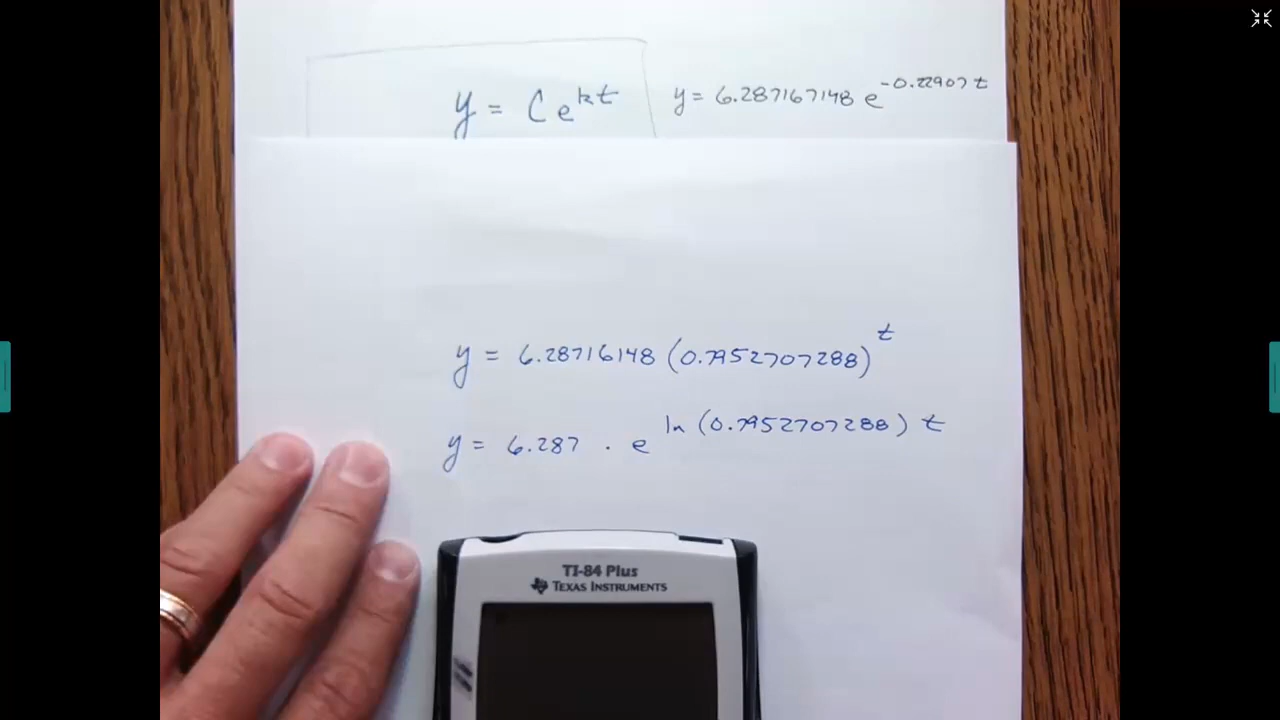 y = Ce^{kt}
y = 6.287167148 e^{-0.22907t}
y = 6.28716148 (0.7952707288)^t
y = 6.287 · e^{ln (0.7952707288) t}
TI-84 Plus
TEXAS INSTRUMENTS